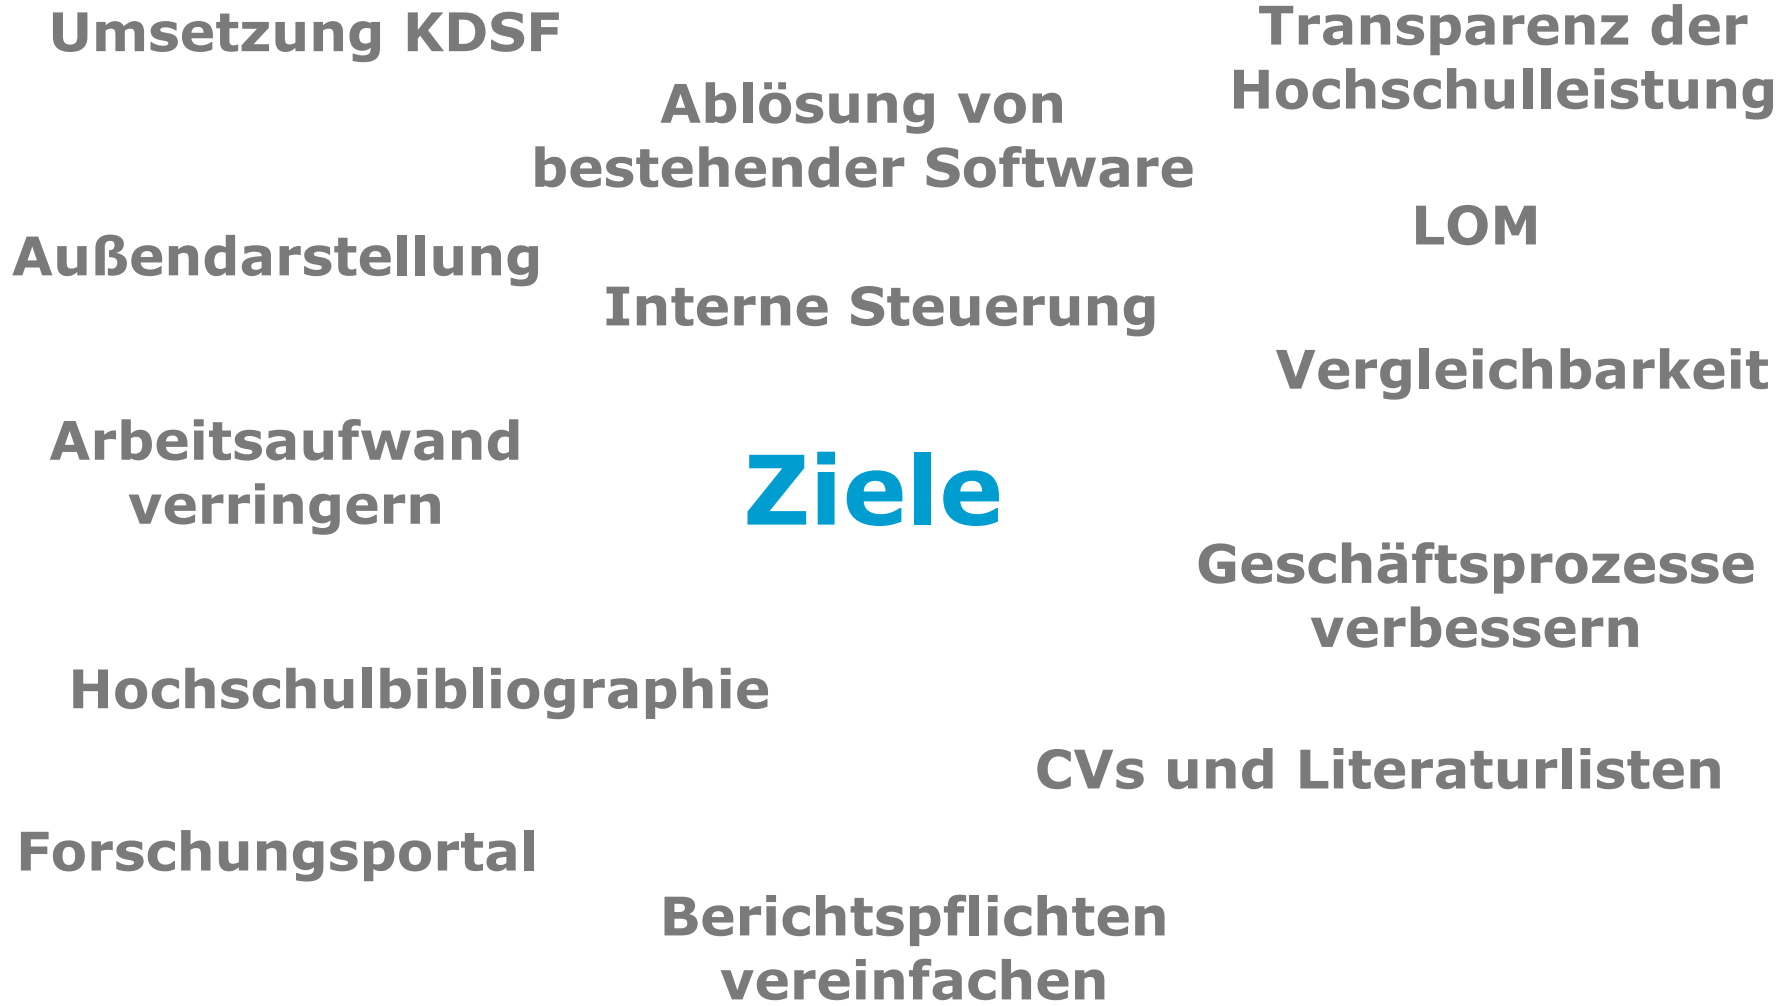 Umsetzung KDSF
Transparenz der
Hochschulleistung
Ablösung von
bestehender Software
LOM
Außendarstellung
Interne Steuerung
Vergleichbarkeit
Arbeitsaufwand
verringern
Ziele
Geschäftsprozesse
verbessern
Hochschulbibliographie
CVs und Literaturlisten
Forschungsportal
Berichtspflichten
vereinfachen